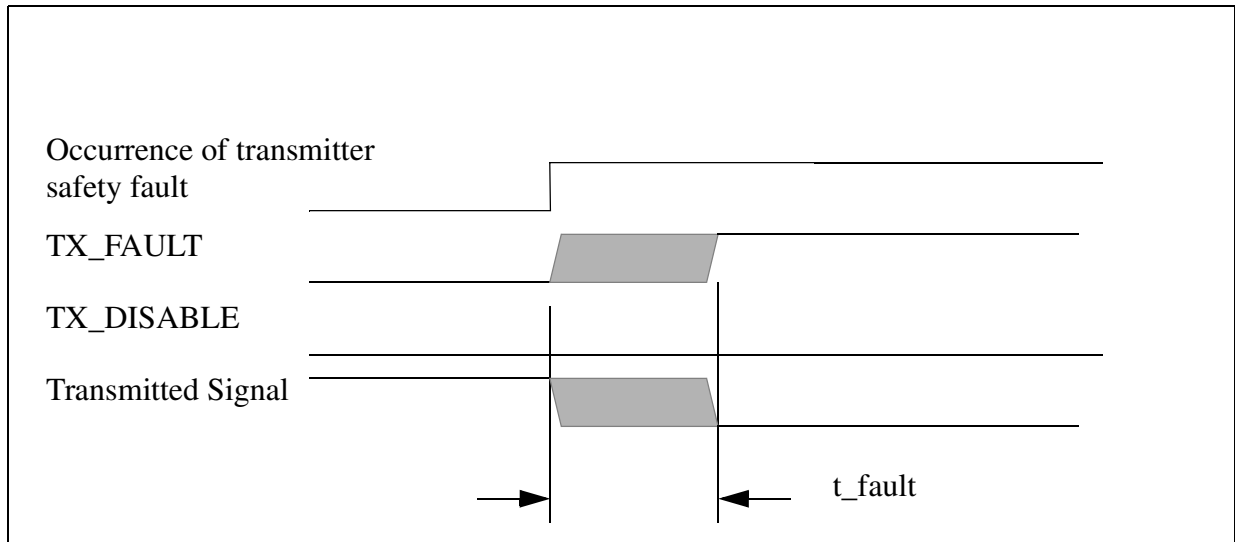 Occurrence of transmitter
safety fault
TX_FAULT
TX_DISABLE
Transmitted Signal
t_fault